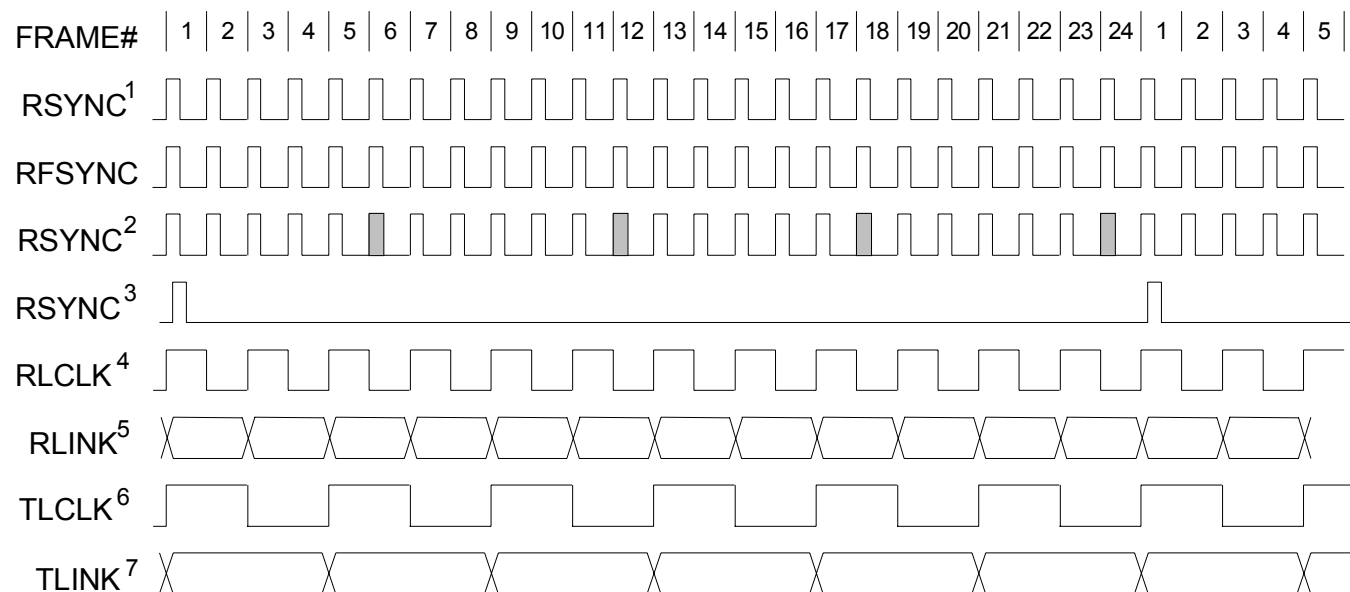 FRAME# 1 2 3 4 5 6 7 8 9 10 11 12 13 14 15 16 17 18 19 20 21 22 23 24 1 2 3 4 5
RSYNC¹
RFSYNC
RSYNC²
RSYNC³
RLCLK⁴
RLINK⁵
TLCLK⁶
TLINK⁷